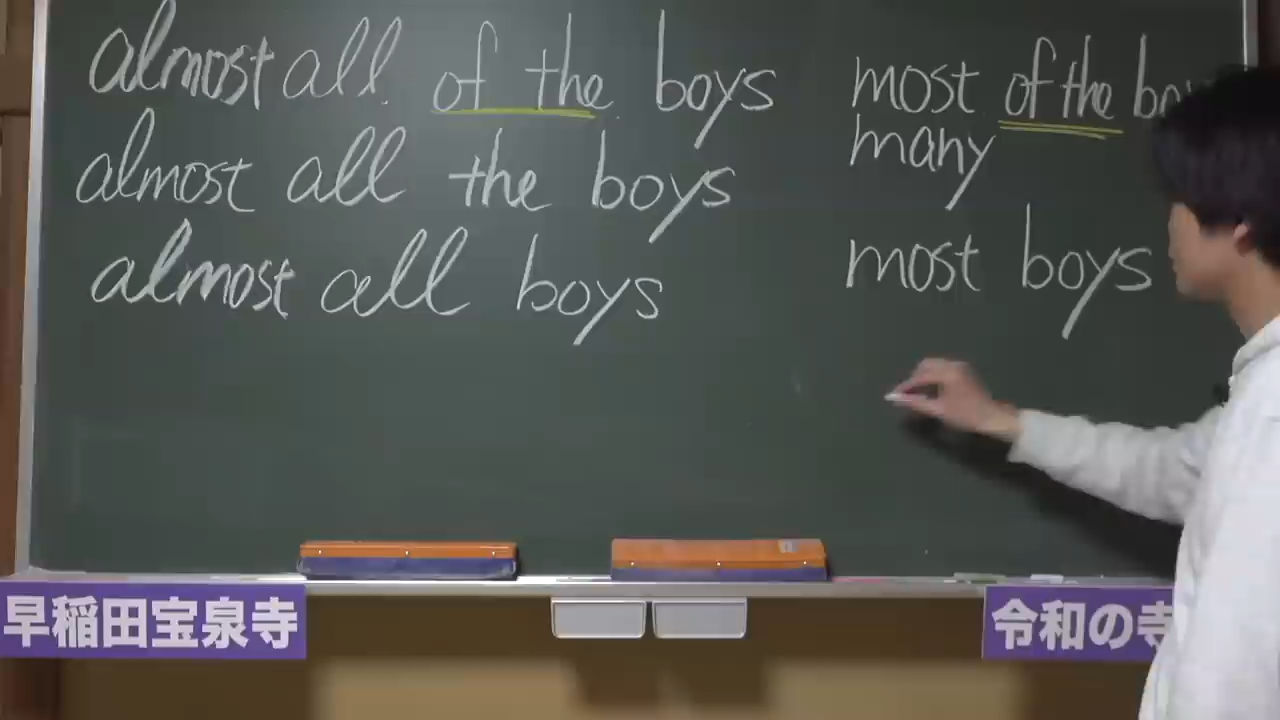 almost all of the boys
almost all the boys
almost all boys
most of the
many
most boys
早稲田宝泉寺
令和の寺